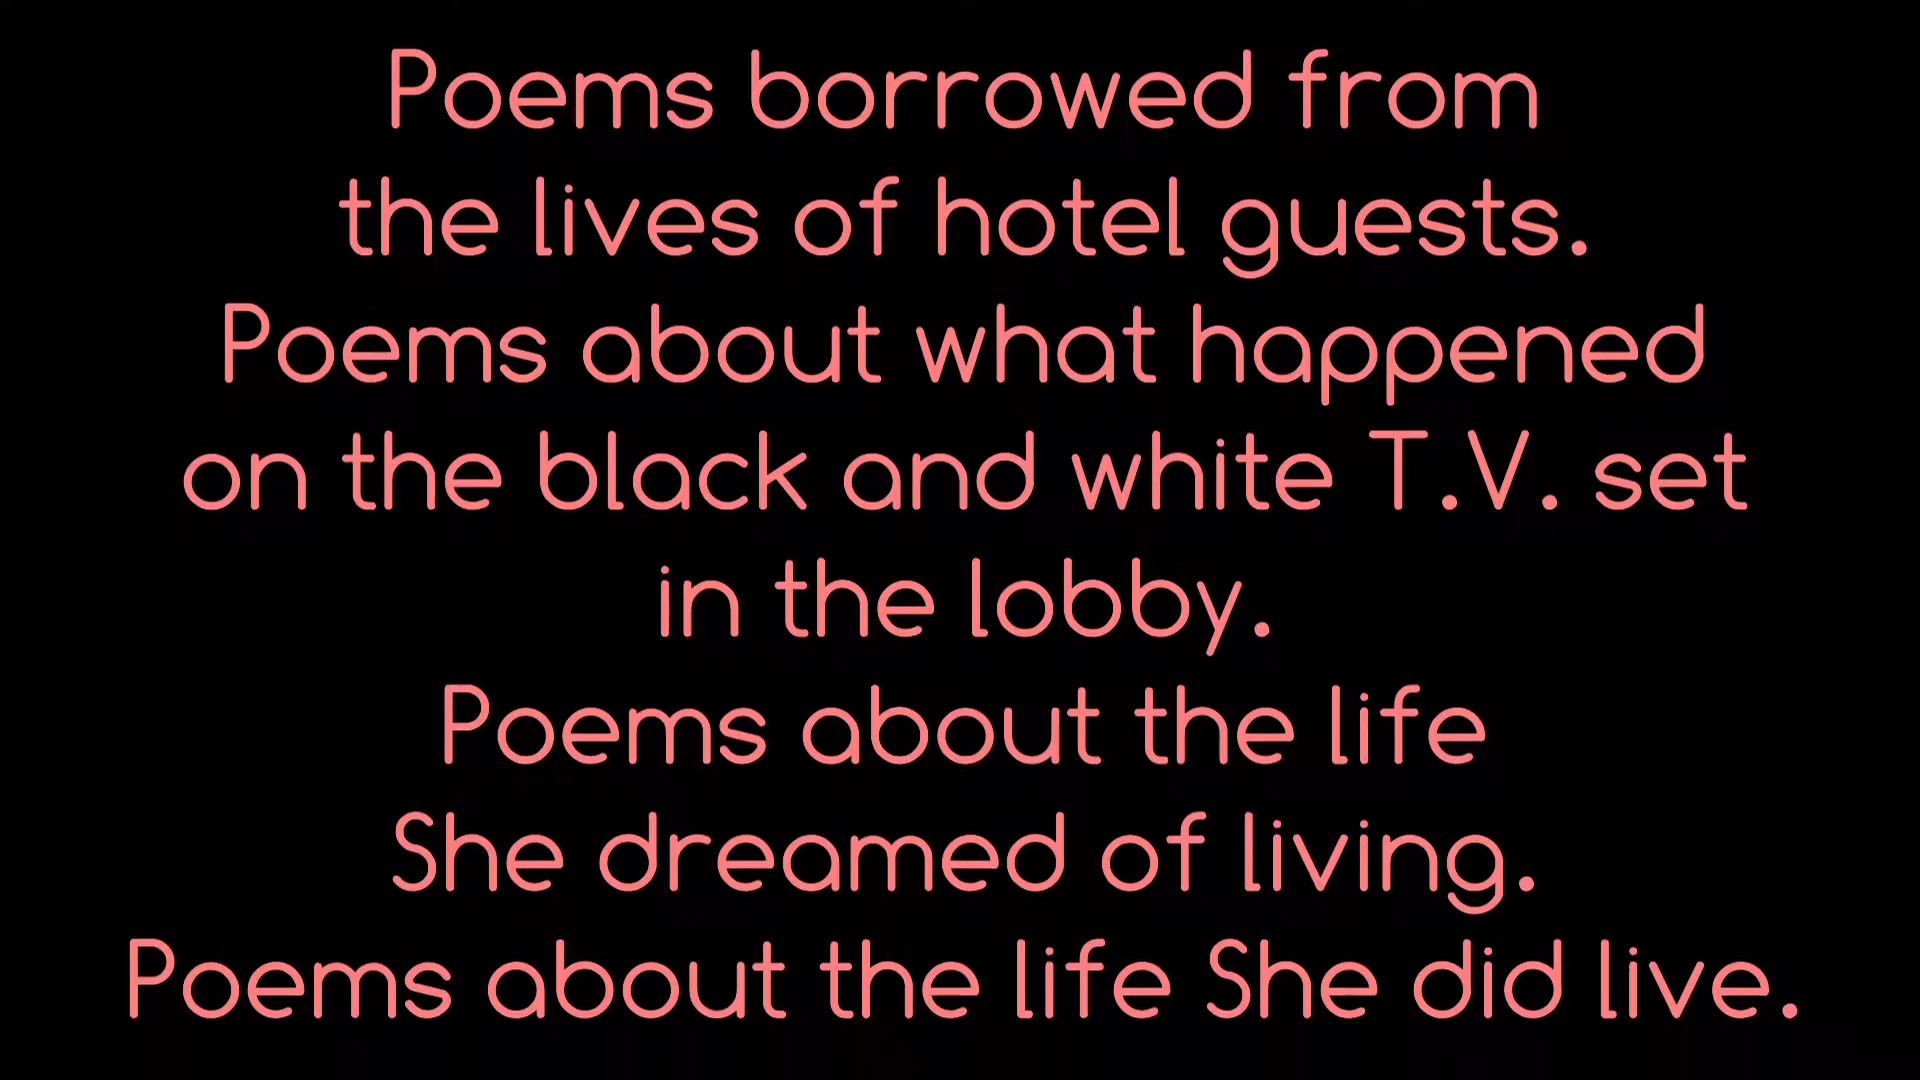 Poems borrowed from
the lives of hotel guests.
Poems about what happened
on the black and white T.V. set
in the lobby.
Poems about the life
She dreamed of living.
Poems about the life She did live.